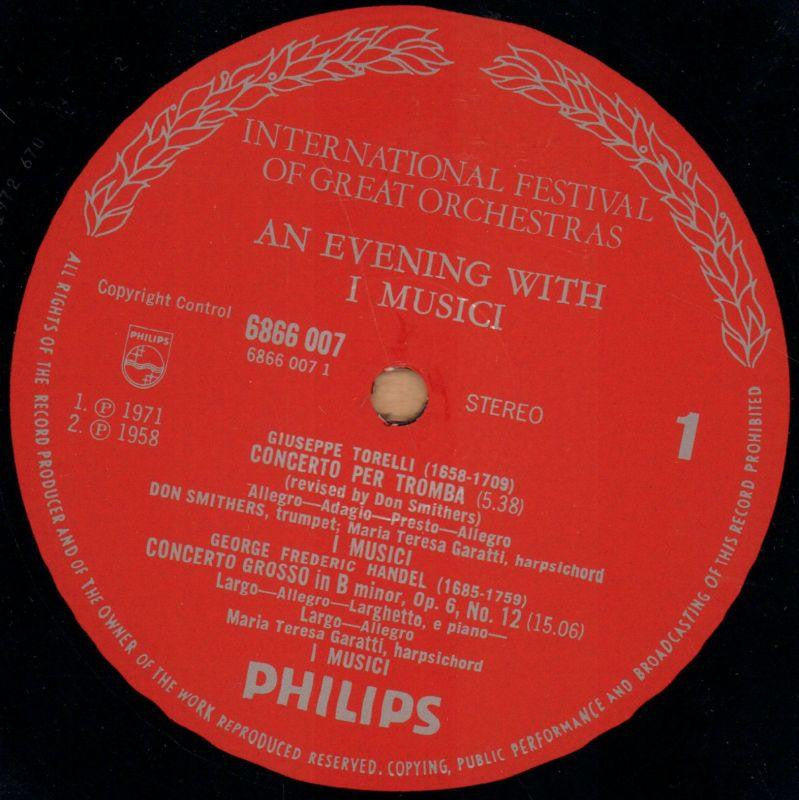 INTERNATIONAL FESTIVAL
OF GREAT ORCHESTRAS
AN EVENING WITH
I MUSICI
Copyright Control
6866 007
6866 007 1
PHILIPS
STEREO
1
1. Ⓟ 1971
2. Ⓟ 1958
GIUSEPPE TORELLI (1658-1709)
CONCERTO PER TROMBA (5.38)
(revised by Don Smithers)
Allegro—Adagio—Presto—Allegro
DON SMITHERS, trumpet; Maria Teresa Garatti, harpsichord
I MUSICI
GEORGE FREDERIC HANDEL (1685-1759)
CONCERTO GROSSO in B minor, Op. 6, No. 12 (15.06)
Largo—Allegro—Larghetto, e piano—
Largo—Allegro
Maria Teresa Garatti, harpsichord
I MUSICI
PHILIPS
ALL RIGHTS OF THE RECORD PRODUCER AND OF THE OWNER OF THE WORK REPRODUCED RESERVED. COPYING, PUBLIC PERFORMANCE AND BROADCASTING OF THIS RECORD PROHIBITED